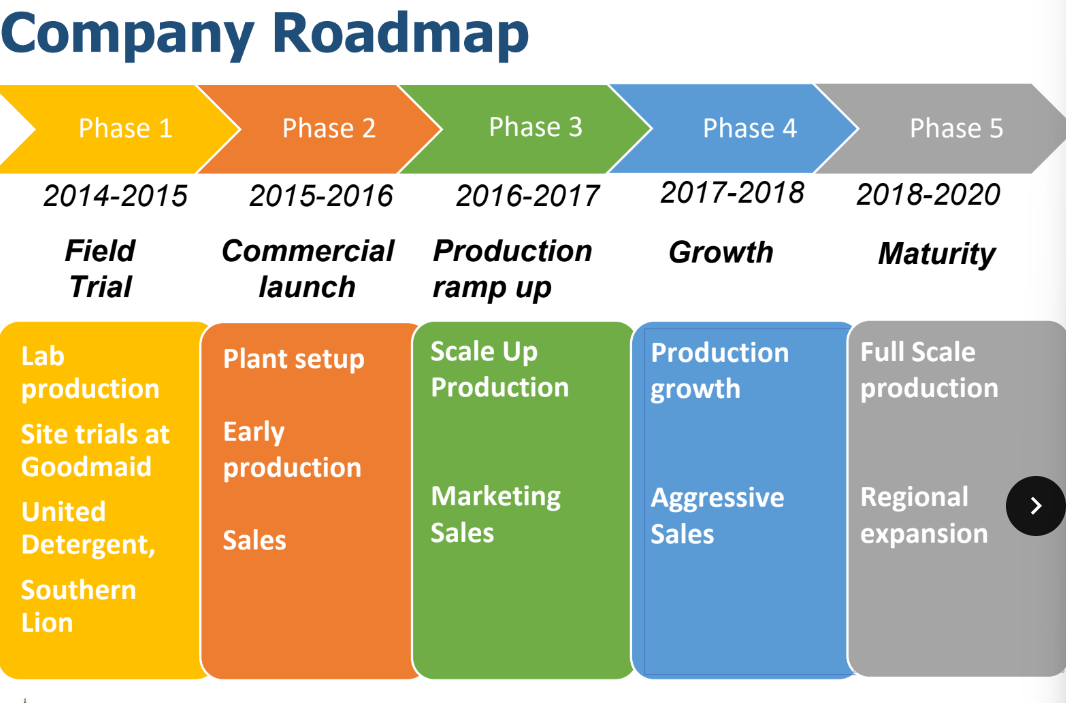 Company Roadmap
Phase 1
Phase 2
Phase 3
Phase 4
Phase 5
2014-2015
2015-2016
2016-2017
2017-2018
2018-2020
Field
Trial
Commercial
launch
Production
ramp up
Growth
Maturity
Lab
production
Site trials at
Goodmaid
United
Detergent,
Southern
Lion
Plant setup
Early
production
Sales
Scale Up
Production
Marketing
Sales
Production
growth
Aggressive
Sales
Full Scale
production
Regional
expansion